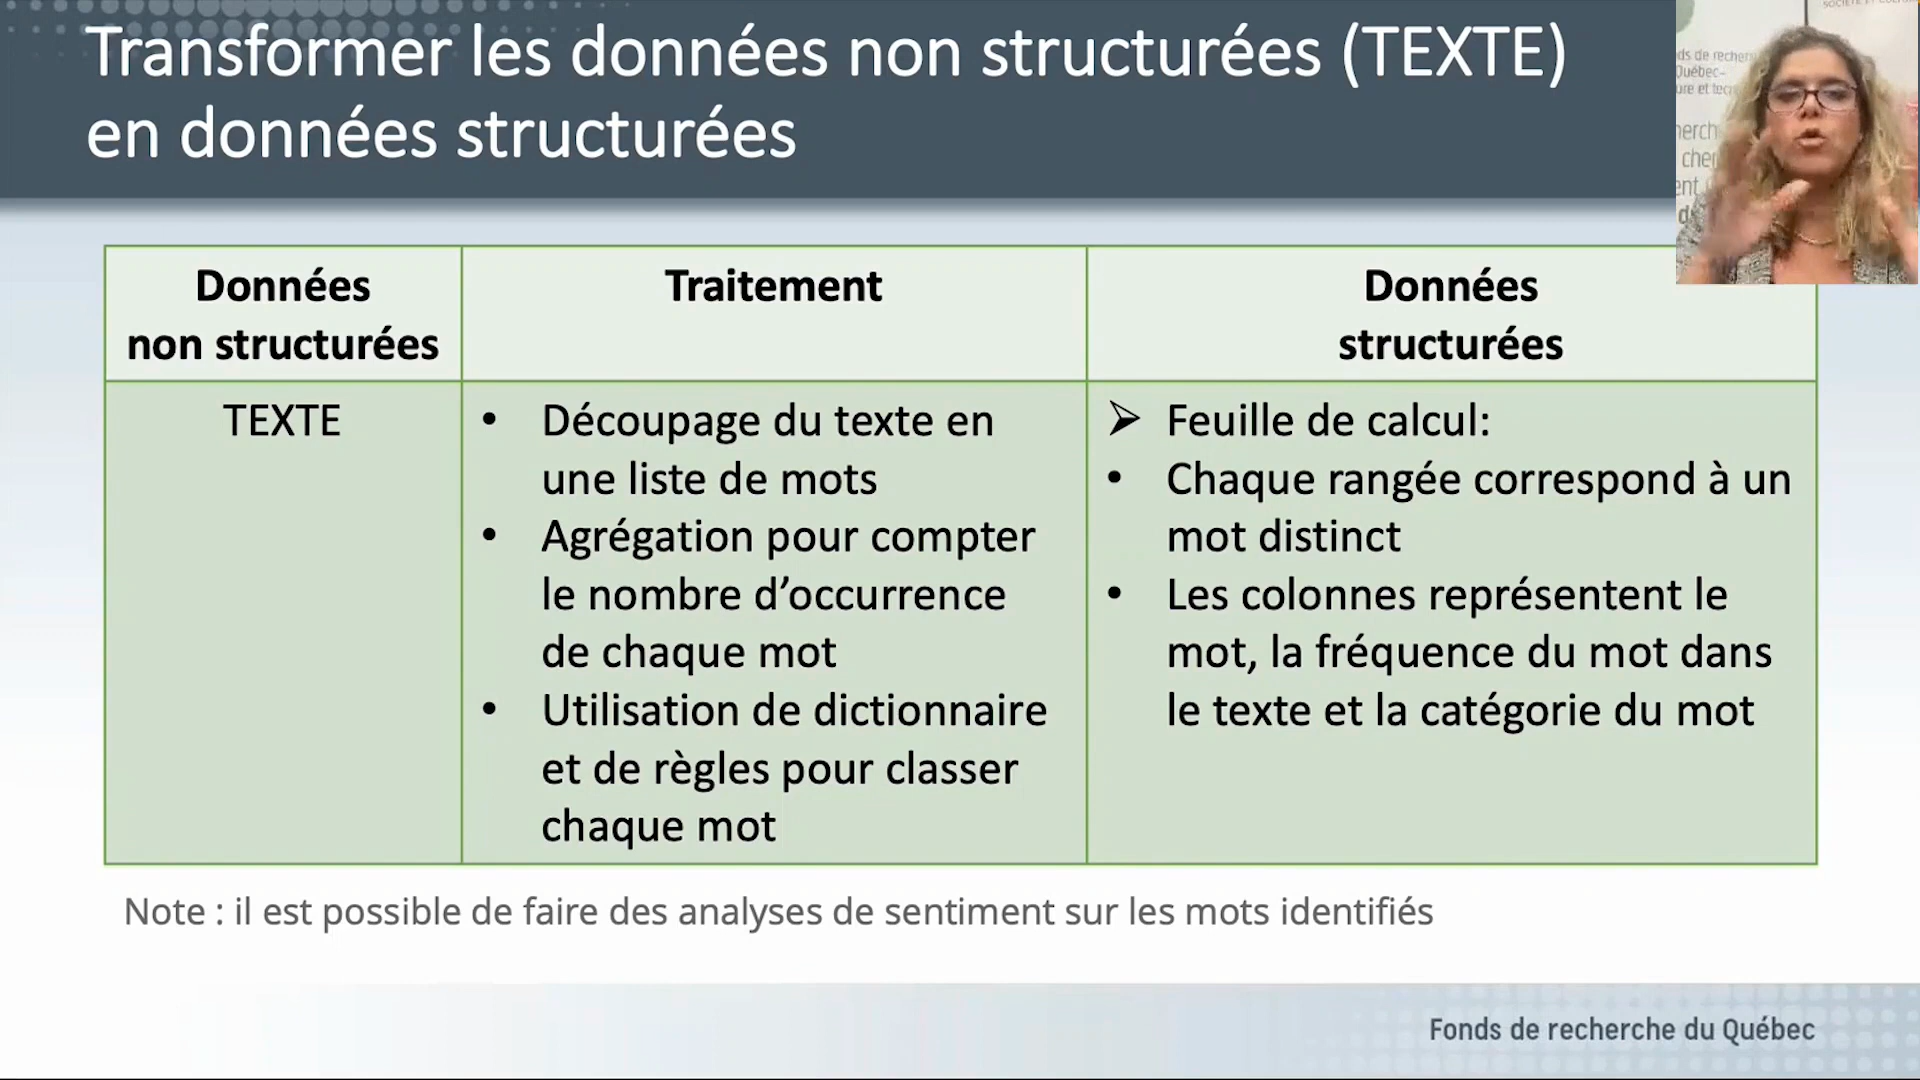 Transformer les données non structurées (TEXTE)
en données structurées
Données
non structurées
Traitement
Données
structurées
TEXTE
• Découpage du texte en
une liste de mots
• Agrégation pour compter
le nombre d’occurrence
de chaque mot
• Utilisation de dictionnaire
et de règles pour classer
chaque mot
➢ Feuille de calcul:
• Chaque rangée correspond à un
mot distinct
• Les colonnes représentent le
mot, la fréquence du mot dans
le texte et la catégorie du mot
Note : il est possible de faire des analyses de sentiment sur les mots identifiés
Fonds de recherche du Québec